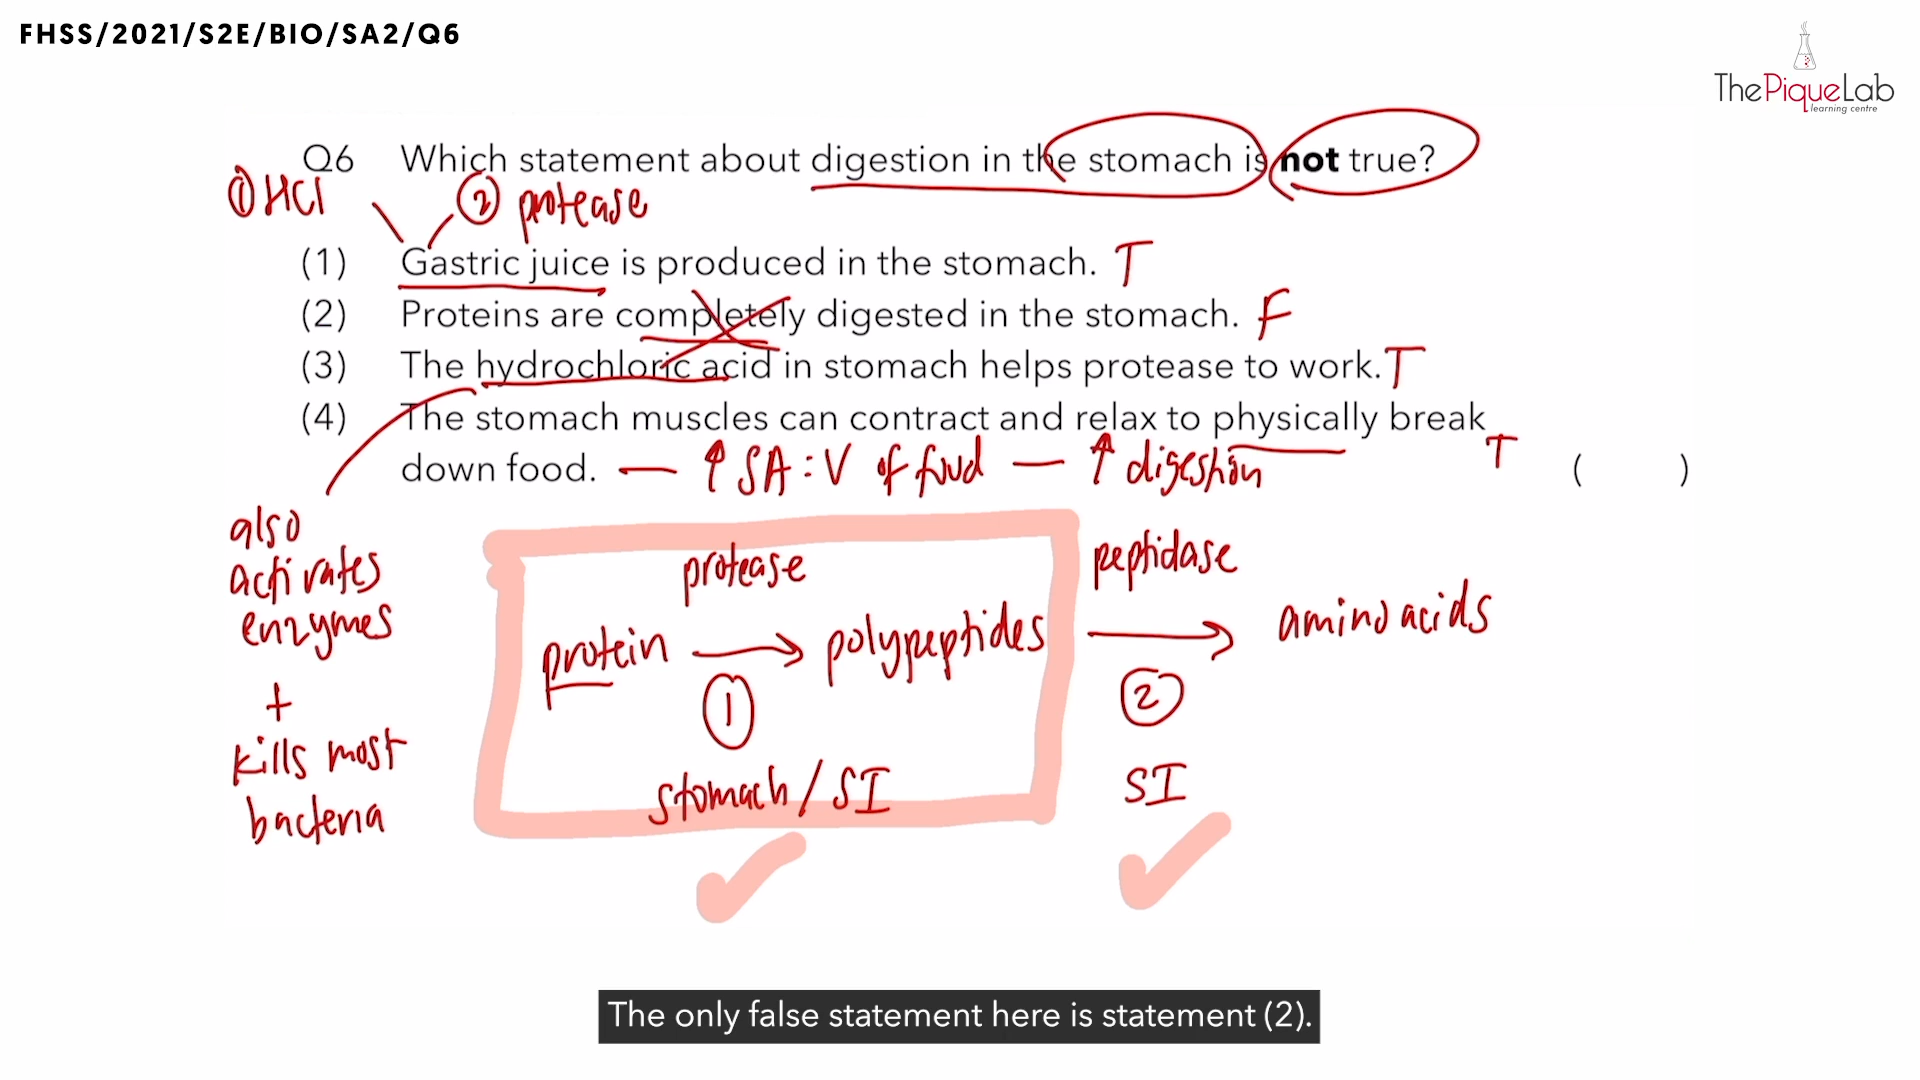 FHSS/2021/S2E/BIO/SA2/Q6
ThePiqueLab
learning centre
Q6 Which statement about digestion in the stomach is not true?
① HCl ② protease
(1) Gastric juice is produced in the stomach. T
(2) Proteins are completely digested in the stomach. F
(3) The hydrochloric acid in stomach helps protease to work. T
(4) The stomach muscles can contract and relax to physically break
down food. — ↑ SA:V of food — ↑ digestion T ( )
also
activates
enzymes
+
kills most
bacteria
protease peptidase
protein → polypeptides → amino acids
① ②
stomach/SI SI
The only false statement here is statement (2).